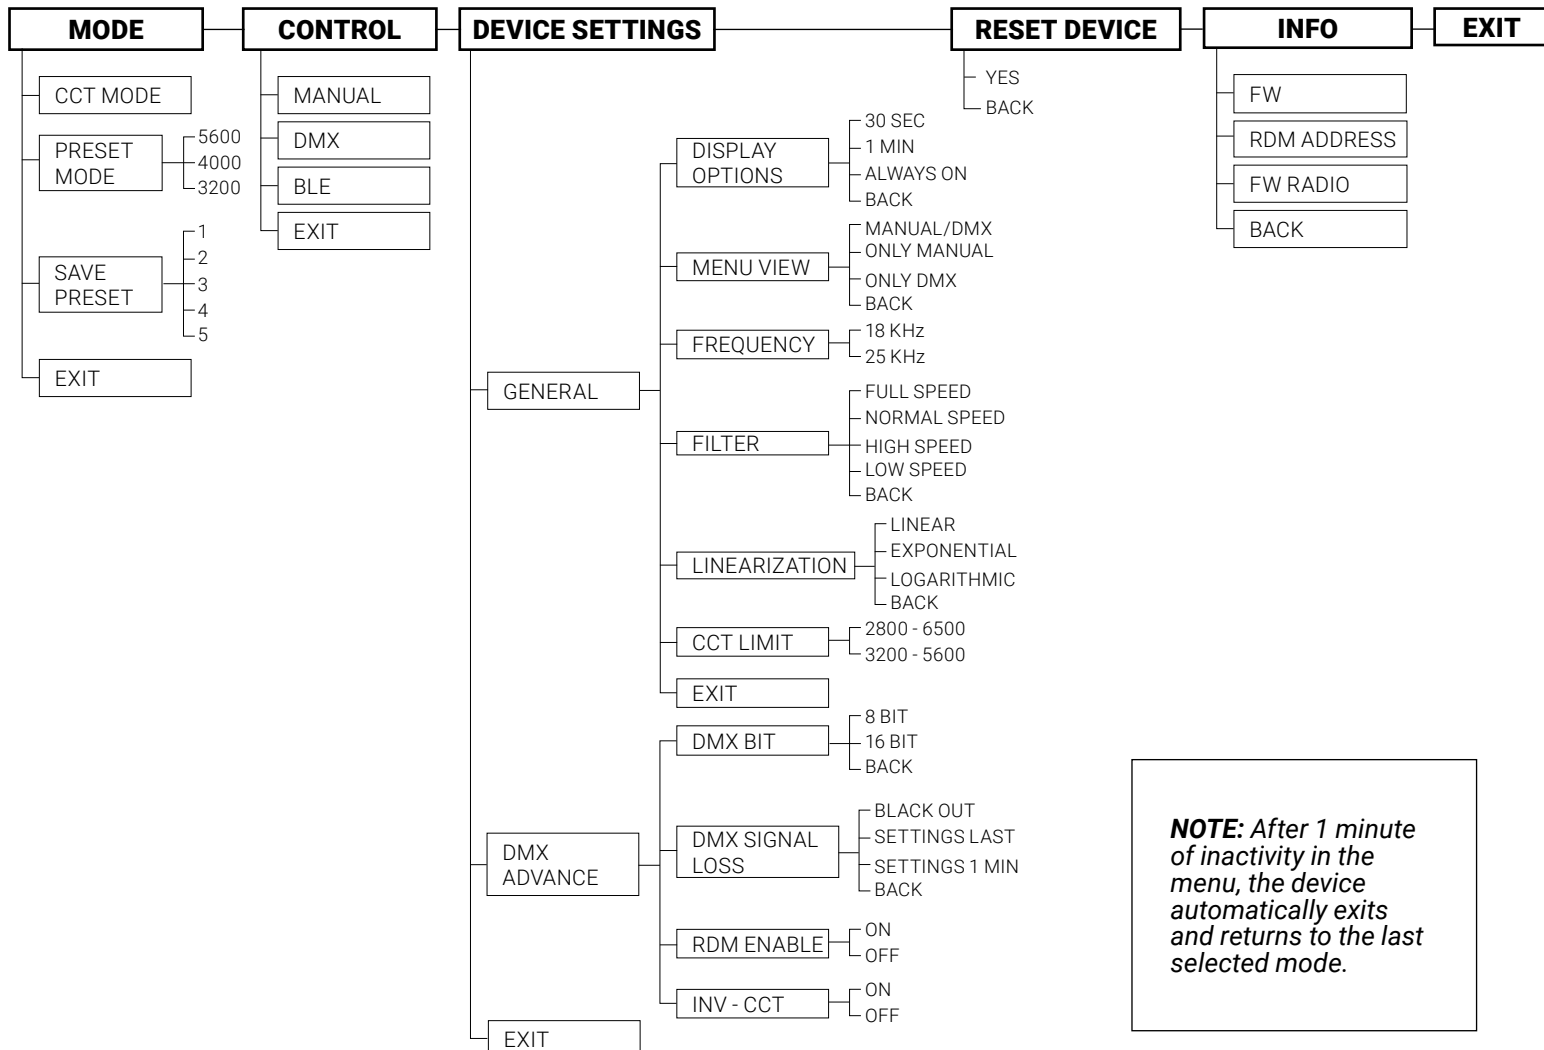 MODE
CONTROL
DEVICE SETTINGS
RESET DEVICE
INFO
EXIT
CCT MODE
PRESET
MODE
5600
4000
3200
SAVE
PRESET
1
2
3
4
5
EXIT
MANUAL
DMX
BLE
EXIT
GENERAL
DISPLAY
OPTIONS
30 SEC
1 MIN
ALWAYS ON
BACK
MENU VIEW
MANUAL/DMX
ONLY MANUAL
ONLY DMX
BACK
FREQUENCY
18 KHz
25 KHz
FILTER
FULL SPEED
NORMAL SPEED
HIGH SPEED
LOW SPEED
BACK
LINEARIZATION
LINEAR
EXPONENTIAL
LOGARITHMIC
BACK
CCT LIMIT
2800 - 6500
3200 - 5600
EXIT
DMX
ADVANCE
DMX BIT
8 BIT
16 BIT
BACK
DMX SIGNAL
LOSS
BLACK OUT
SETTINGS LAST
SETTINGS 1 MIN
BACK
RDM ENABLE
ON
OFF
INV - CCT
ON
OFF
EXIT
YES
BACK
FW
RDM ADDRESS
FW RADIO
BACK
NOTE: After 1 minute
of inactivity in the
menu, the device
automatically exits
and returns to the last
selected mode.